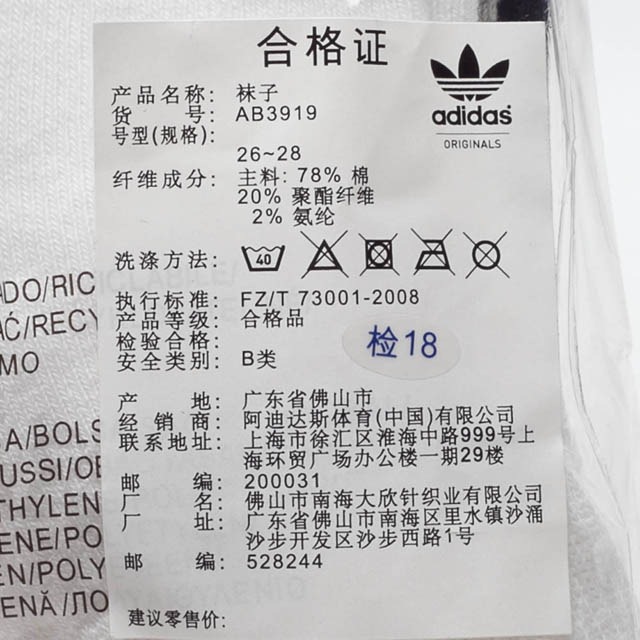 合格证
adidas
ORIGINALS
产品名称: 袜子
货 号: AB3919
号型(规格):
26~28
纤维成分: 主料: 78% 棉
20% 聚酯纤维
2% 氨纶
洗涤方法: 40
执行标准: FZ/T 73001-2008
产品等级: 合格品
检验合格: 检18
安全类别: B类
产 地: 广东省佛山市
经 销 商: 阿迪达斯体育(中国)有限公司
联系地址: 上海市徐汇区淮海中路999号上
海环贸广场办公楼一期29楼
邮 编: 200031
厂 名: 佛山市南海大欣针织业有限公司
厂 址: 广东省佛山市南海区里水镇沙涌
沙步开发区沙步西路1号
邮 编: 528244
建议零售价:
DO/RIC
AĆ/RECY
MO
A/BOLS
USSI/OB
THYLEN
ENE/PO
EN/POLY
ENĂ/ПО